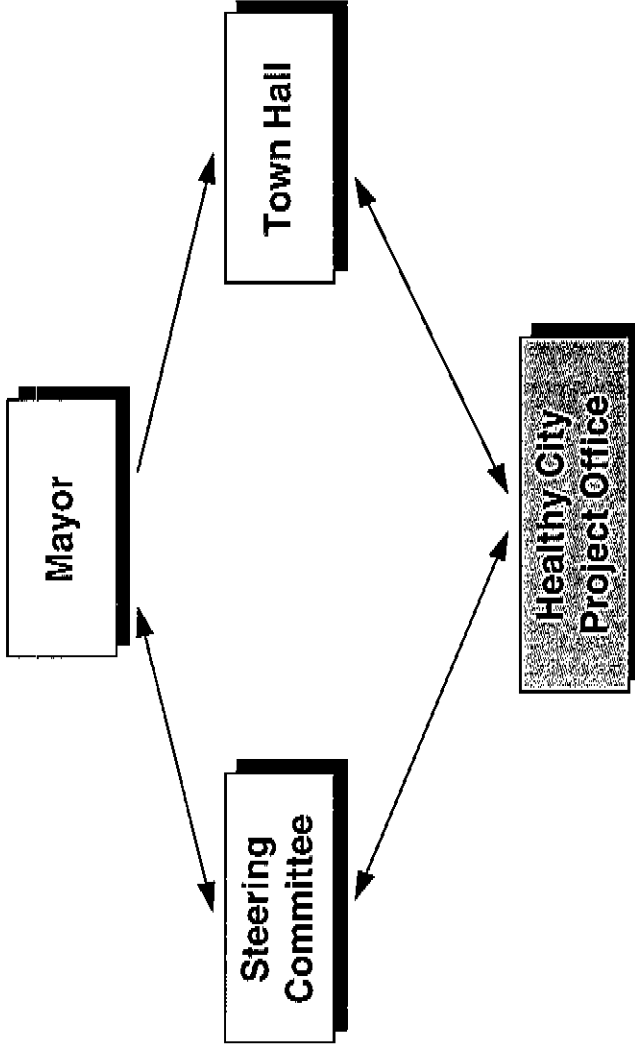 Mayor
Steering
Committee
Town Hall
Healthy City
Project Office